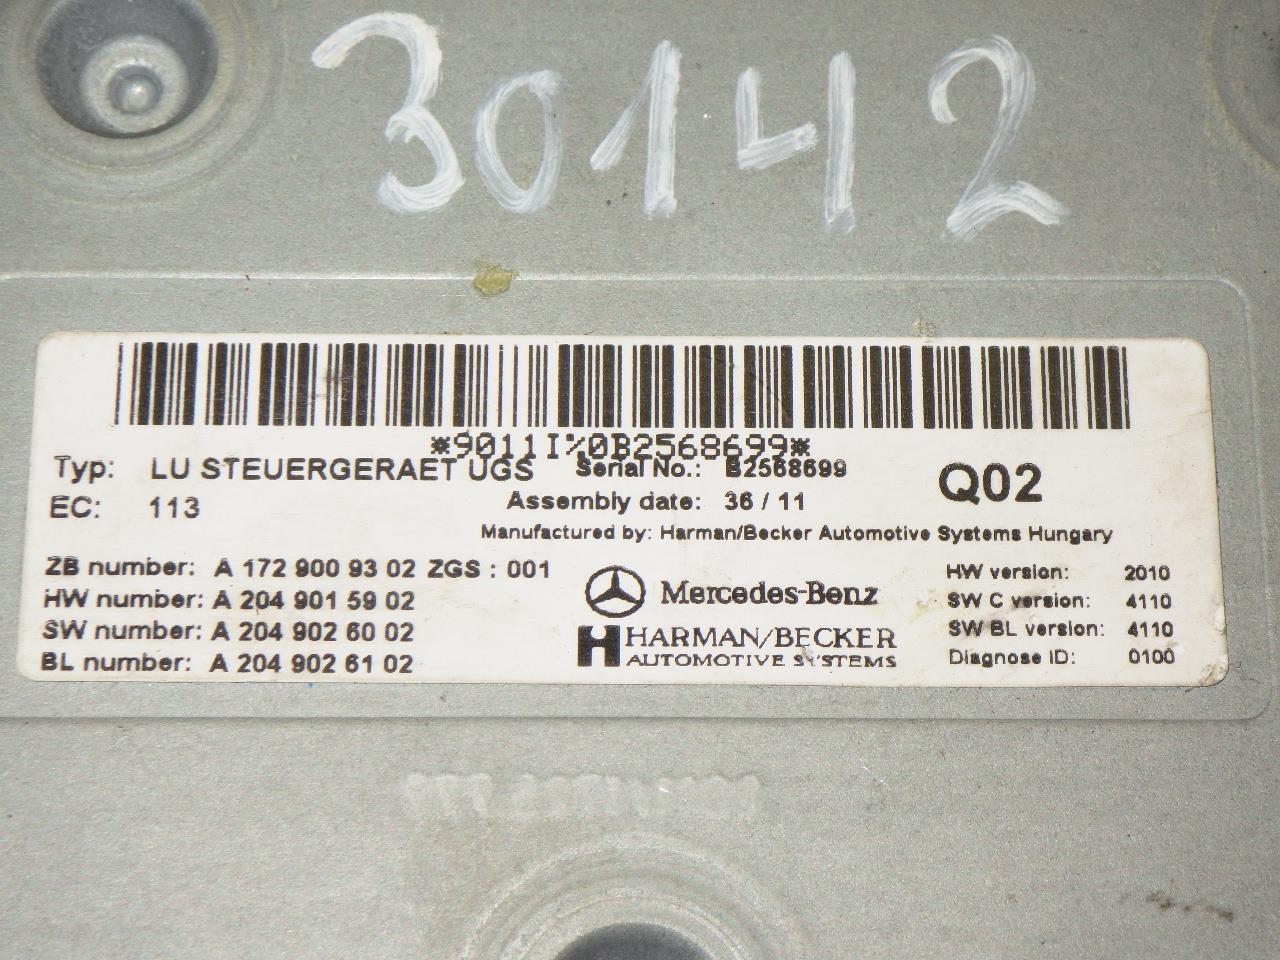 30142
*9011I%0B2568699*
Typ: LU STEUERGERAET UGS Serial No.: B2568699 Q02
EC: 113 Assembly date: 36 / 11
Manufactured by: Harman/Becker Automotive Systems Hungary
ZB number: A 172 900 93 02 ZGS : 001
HW number: A 204 901 59 02
SW number: A 204 902 60 02
BL number: A 204 902 61 02
Mercedes-Benz
HARMAN/BECKER
AUTOMOTIVE SYSTEMS
HW version: 2010
SW C version: 4110
SW BL version: 4110
Diagnose ID: 0100